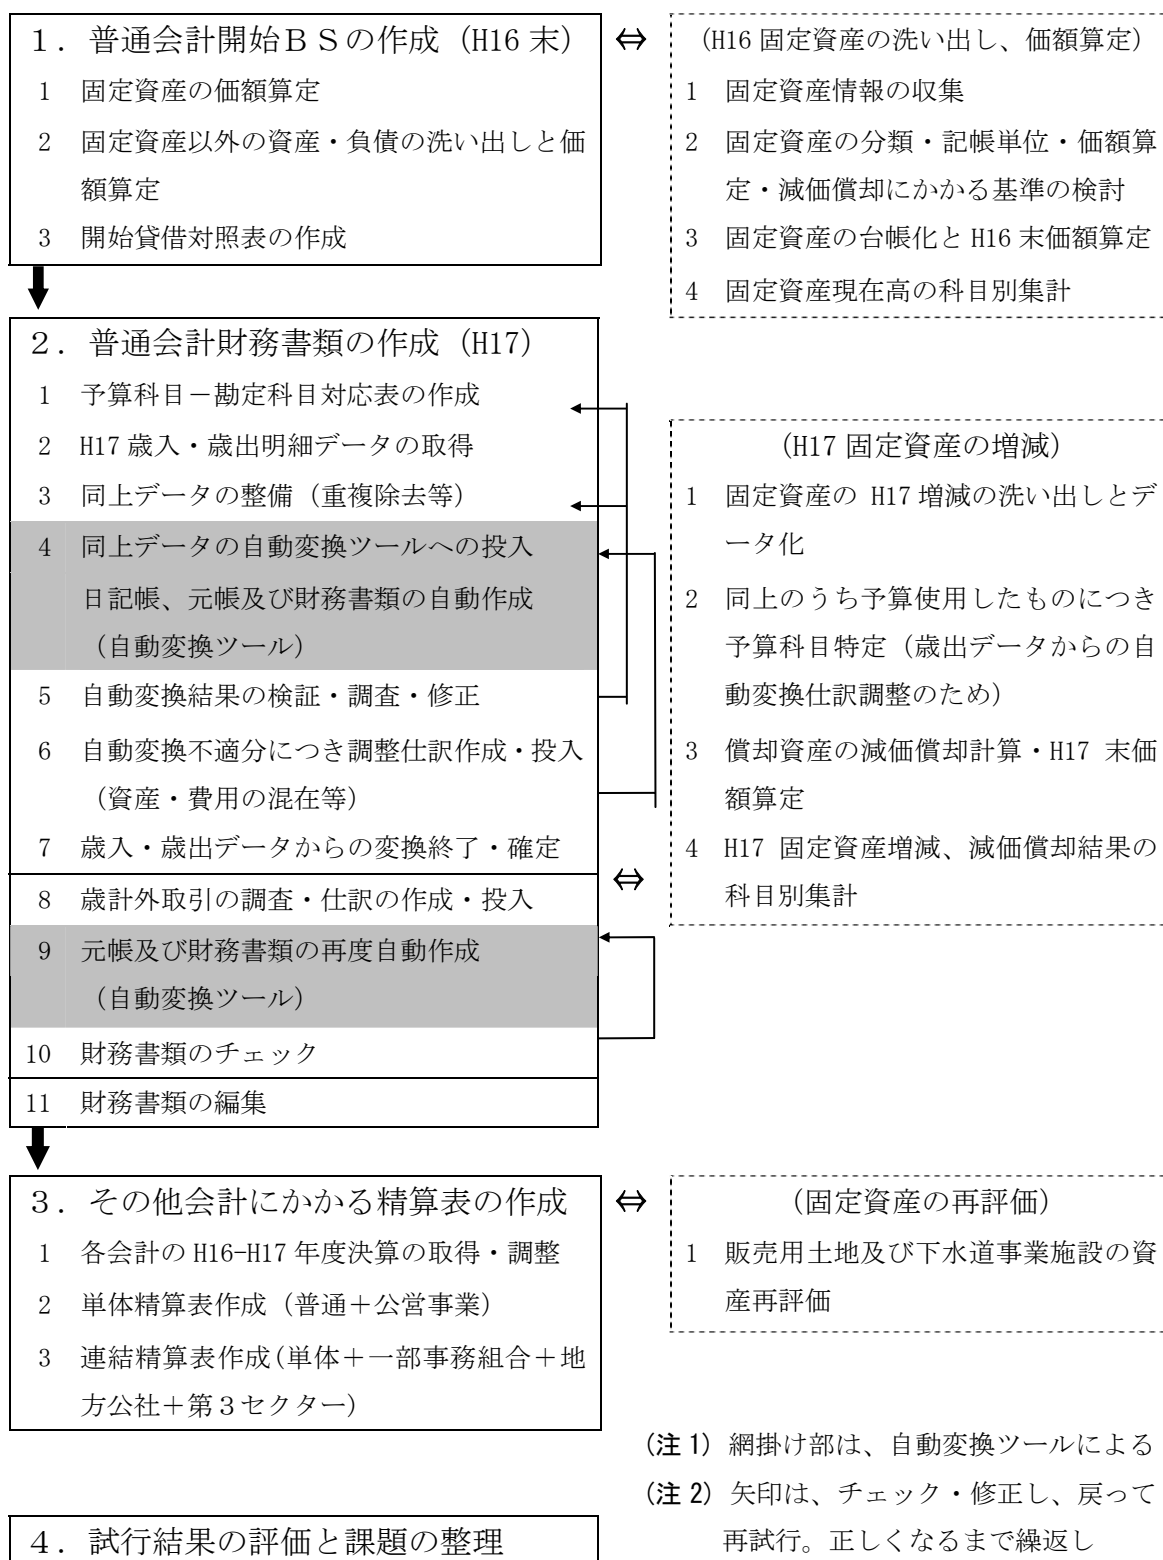 １．普通会計開始ＢＳの作成（H16 末）
1 固定資産の価額算定
2 固定資産以外の資産・負債の洗い出しと価
額算定
3 開始貸借対照表の作成
⇔
（H16 固定資産の洗い出し、価額算定）
1 固定資産情報の収集
2 固定資産の分類・記帳単位・価額算
定・減価償却にかかる基準の検討
3 固定資産の台帳化と H16 末価額算定
4 固定資産現在高の科目別集計
２．普通会計財務書類の作成（H17）
1 予算科目－勘定科目対応表の作成
2 H17 歳入・歳出明細データの取得
3 同上データの整備（重複除去等）
4 同上データの自動変換ツールへの投入
日記帳、元帳及び財務書類の自動作成
（自動変換ツール）
5 自動変換結果の検証・調査・修正
6 自動変換不適分につき調整仕訳作成・投入
（資産・費用の混在等）
7 歳入・歳出データからの変換終了・確定
8 歳計外取引の調査・仕訳の作成・投入
9 元帳及び財務書類の再度自動作成
（自動変換ツール）
10 財務書類のチェック
11 財務書類の編集
⇔
（H17 固定資産の増減）
1 固定資産の H17 増減の洗い出しとデ
ータ化
2 同上のうち予算使用したものにつき
予算科目特定（歳出データからの自
動変換仕訳調整のため）
3 償却資産の減価償却計算・H17 末価
額算定
4 H17 固定資産増減、減価償却結果の
科目別集計
３．その他会計にかかる精算表の作成
1 各会計の H16-H17 年度決算の取得・調整
2 単体精算表作成（普通＋公営事業）
3 連結精算表作成（単体＋一部事務組合＋地
方公社＋第３セクター）
⇔
（固定資産の再評価）
1 販売用土地及び下水道事業施設の資
産再評価
（注 1）網掛け部は、自動変換ツールによる
（注 2）矢印は、チェック・修正し、戻って
再試行。正しくなるまで繰返し
４．試行結果の評価と課題の整理